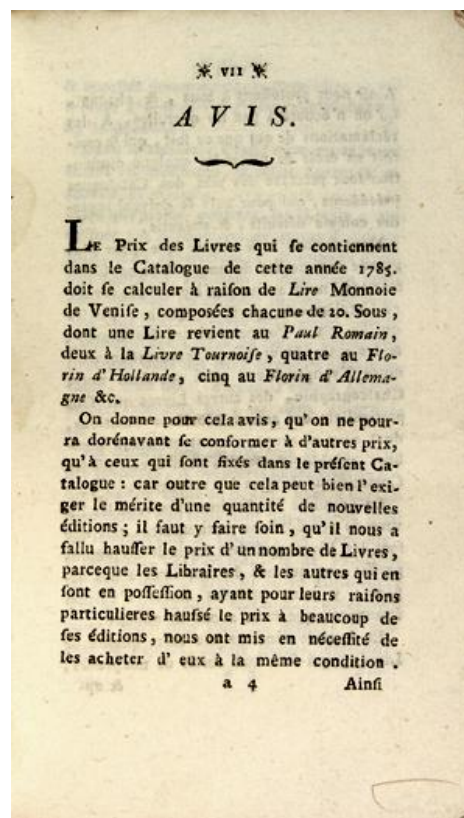 VII
AVIS.
LE Prix des Livres qui ſe contiennent
dans le Catalogue de cette année 1785.
doit ſe calculer à raiſon de Lire Monnoie
de Veniſe, compoſées chacune de 20. Sous,
dont une Lire revient au Paul Romain,
deux à la Livre Tournoiſe, quatre au Flo-
rin d'Hollande, cinq au Florin d'Allema-
gne &c.
On donne pour cela avis, qu'on ne pour-
ra dorénavant ſe conformer à d'autres prix,
qu'à ceux qui ſont fixés dans le préſent Ca-
talogue : car outre que cela peut bien l'exi-
ger le mérite d'une quantité de nouvelles
éditions ; il faut y faire ſoin, qu'il nous a
fallu hauſſer le prix d'un nombre de Livres,
parceque les Libraires, & les autres qui en
ſont en poſſeſſion, ayant pour leurs raiſons
particulieres hauſſé le prix à beaucoup de
ſes éditions, nous ont mis en néceſſité de
les acheter d' eux à la même condition .
a 4 Ainſi